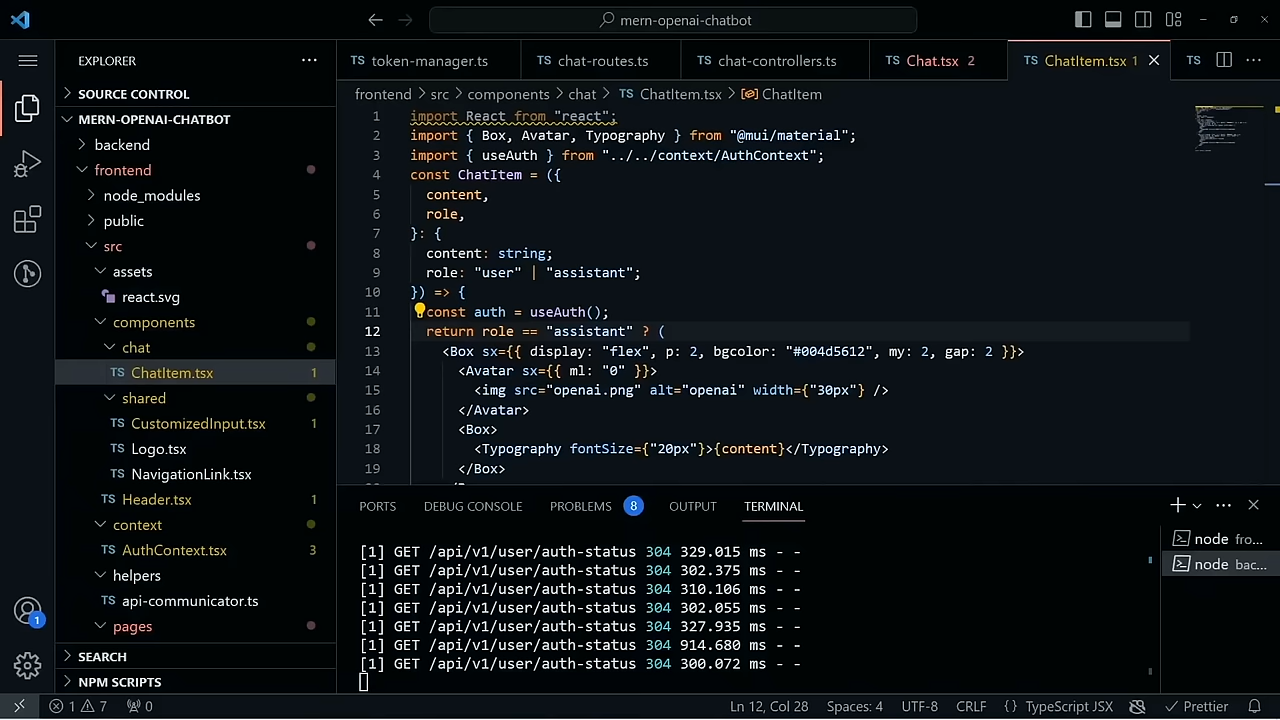 mern-openai-chatbot
EXPLORER
SOURCE CONTROL
MERN-OPENAI-CHATBOT
backend
frontend
node_modules
public
src
assets
react.svg
components
chat
TS ChatItem.tsx 1
shared
TS CustomizedInput.tsx 1
TS Logo.tsx
TS NavigationLink.tsx
TS Header.tsx 1
context
TS AuthContext.tsx 3
helpers
TS api-communicator.ts
pages
SEARCH
NPM SCRIPTS
1
TS token-manager.ts
TS chat-routes.ts
TS chat-controllers.ts
TS Chat.tsx 2
TS ChatItem.tsx 1
TS
frontend > src > components > chat > TS ChatItem.tsx > ChatItem
1 import React from "react";
2 import { Box, Avatar, Typography } from "@mui/material";
3 import { useAuth } from "../../context/AuthContext";
4 const ChatItem = ({
5 content,
6 role,
7 }: {
8 content: string;
9 role: "user" | "assistant";
10 }) => {
11 const auth = useAuth();
12 return role == "assistant" ? (
13 <Box sx={{ display: "flex", p: 2, bgcolor: "#004d5612", my: 2, gap: 2 }}>
14 <Avatar sx={{ ml: "0" }}>
15 <img src="openai.png" alt="openai" width={"30px"} />
16 </Avatar>
17 <Box>
18 <Typography fontSize={"20px"}>{content}</Typography>
19 </Box>
PORTS
DEBUG CONSOLE
PROBLEMS 8
OUTPUT
TERMINAL
[1] GET /api/v1/user/auth-status 304 329.015 ms - -
[1] GET /api/v1/user/auth-status 304 302.375 ms - -
[1] GET /api/v1/user/auth-status 304 310.106 ms - -
[1] GET /api/v1/user/auth-status 304 302.055 ms - -
[1] GET /api/v1/user/auth-status 304 327.935 ms - -
[1] GET /api/v1/user/auth-status 304 914.680 ms - -
[1] GET /api/v1/user/auth-status 304 300.072 ms - -
node fro...
node bac...
1 7 0
Ln 12, Col 28
Spaces: 4
UTF-8
CRLF
{} TypeScript JSX
Prettier